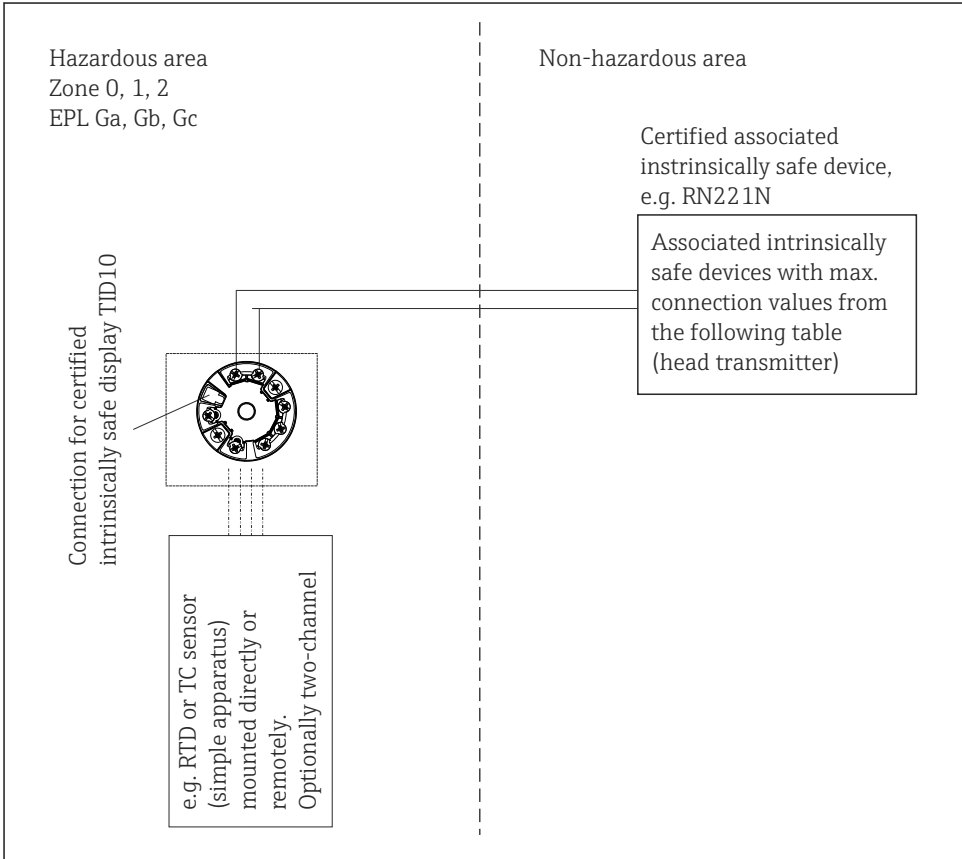 Hazardous area
Zone 0, 1, 2
EPL Ga, Gb, Gc
Non-hazardous area
Certified associated
instrinsically safe device,
e.g. RN221N
Associated intrinsically
safe devices with max.
connection values from
the following table
(head transmitter)
Connection for certified
intrinsically safe display TID10
e.g. RTD or TC sensor
(simple apparatus)
mounted directly or
remotely.
Optionally two-channel